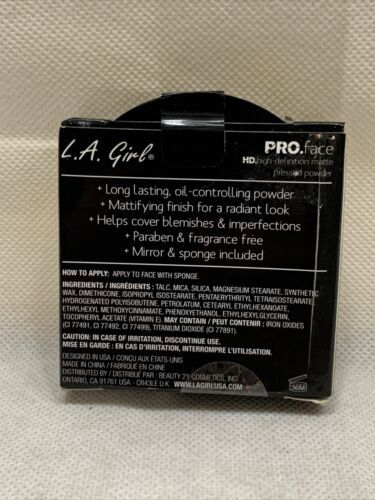 L.A. Girl®
PRO.face
HD.high-definition matte
pressed powder
+ Long lasting, oil-controlling powder
+ Mattifying finish for a radiant look
+ Helps cover blemishes & imperfections
+ Paraben & fragrance free
+ Mirror & sponge included
HOW TO APPLY: APPLY TO FACE WITH SPONGE.
INGREDIENTS / INGRÉDIENTS : TALC, MICA, SILICA, MAGNESIUM STEARATE, SYNTHETIC
WAX, DIMETHICONE, ISOPROPYL ISOSTEARATE, PENTAERYTHRITYL TETRAISOSTEARATE,
HYDROGENATED POLYISOBUTENE, PETROLATUM, CETEARYL ETHYLHEXANOATE,
ETHYLHEXYL METHOXYCINNAMATE, PHENOXYETHANOL, ETHYLHEXYLGLYCERIN,
TOCOPHERYL ACETATE (VITAMIN E). MAY CONTAIN / PEUT CONTENIR : IRON OXIDES
(CI 77491, CI 77492, CI 77499), TITANIUM DIOXIDE (CI 77891).
CAUTION: IN CASE OF IRRITATION, DISCONTINUE USE.
MISE EN GARDE : EN CAS D'IRRITATION, INTERROMPRE L'UTILISATION.
DESIGNED IN USA / CONÇU AUX ÉTATS-UNIS
MADE IN CHINA / FABRIQUÉ EN CHINE
DISTRIBUTED BY / DISTRIBUÉ PAR : BEAUTY 21 COSMETICS, INC.
ONTARIO, CA 91761 USA - CR43LE U.K. WWW.LAGIRLUSA.COM
36M